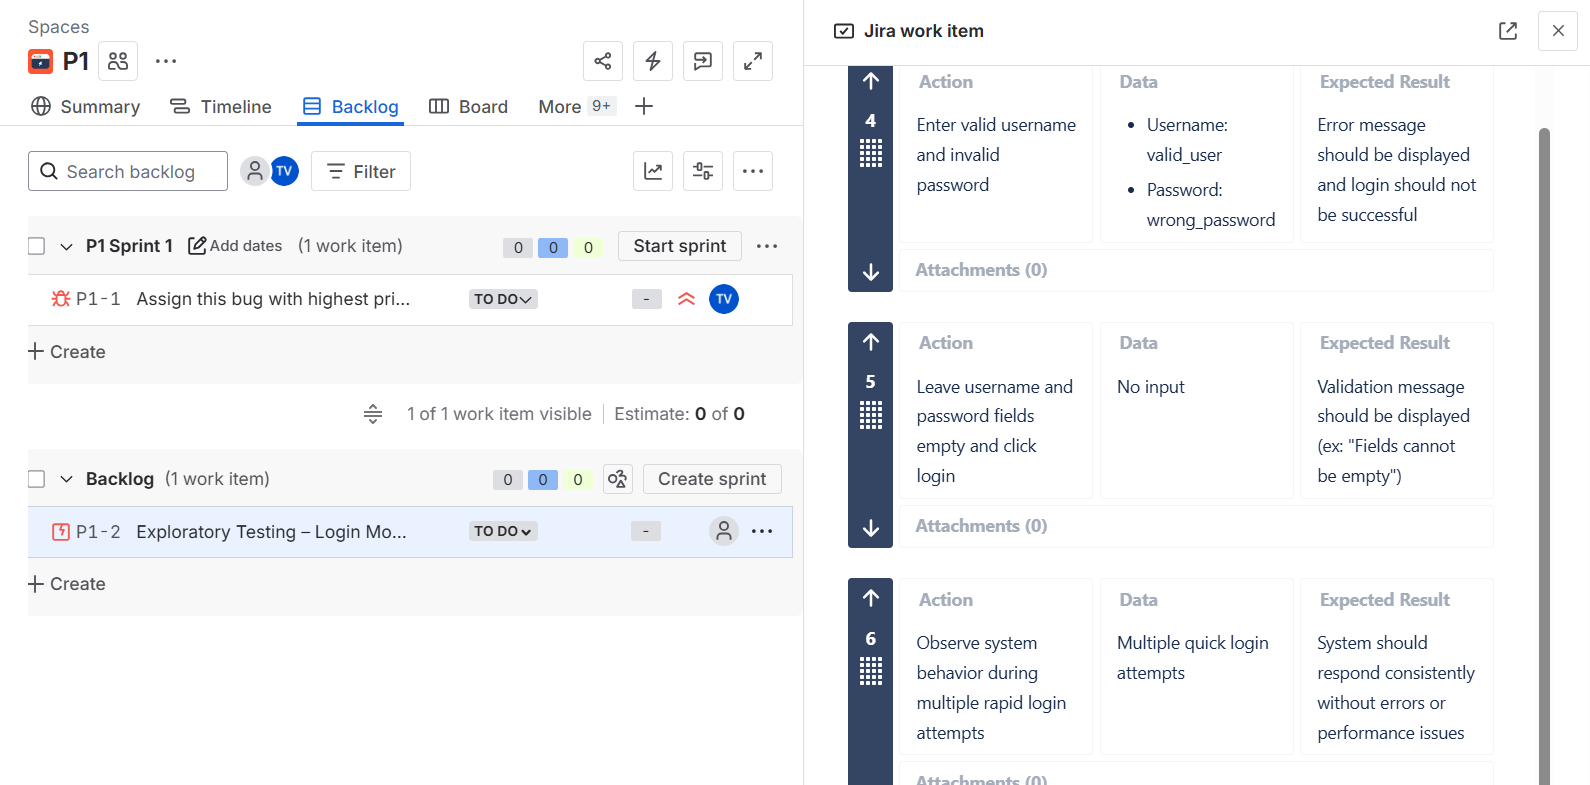 Spaces
P1
Summary
Timeline
Backlog
Board
More 9+
Search backlog
TV
Filter
P1 Sprint 1 Add dates (1 work item)
0 0 0
Start sprint
P1-1 Assign this bug with highest pri... TO DO - TV
Create
1 of 1 work item visible Estimate: 0 of 0
Backlog (1 work item)
0 0 0
Create sprint
P1-2 Exploratory Testing – Login Mo... TO DO -
Create
Jira work item
4
Action
Enter valid username
and invalid
password
Data
• Username:
valid_user
• Password:
wrong_password
Expected Result
Error message
should be displayed
and login should not
be successful
Attachments (0)
5
Action
Leave username and
password fields
empty and click
login
Data
No input
Expected Result
Validation message
should be displayed
(ex: "Fields cannot
be empty")
Attachments (0)
6
Action
Observe system
behavior during
multiple rapid login
attempts
Data
Multiple quick login
attempts
Expected Result
System should
respond consistently
without errors or
performance issues
Attachments (0)